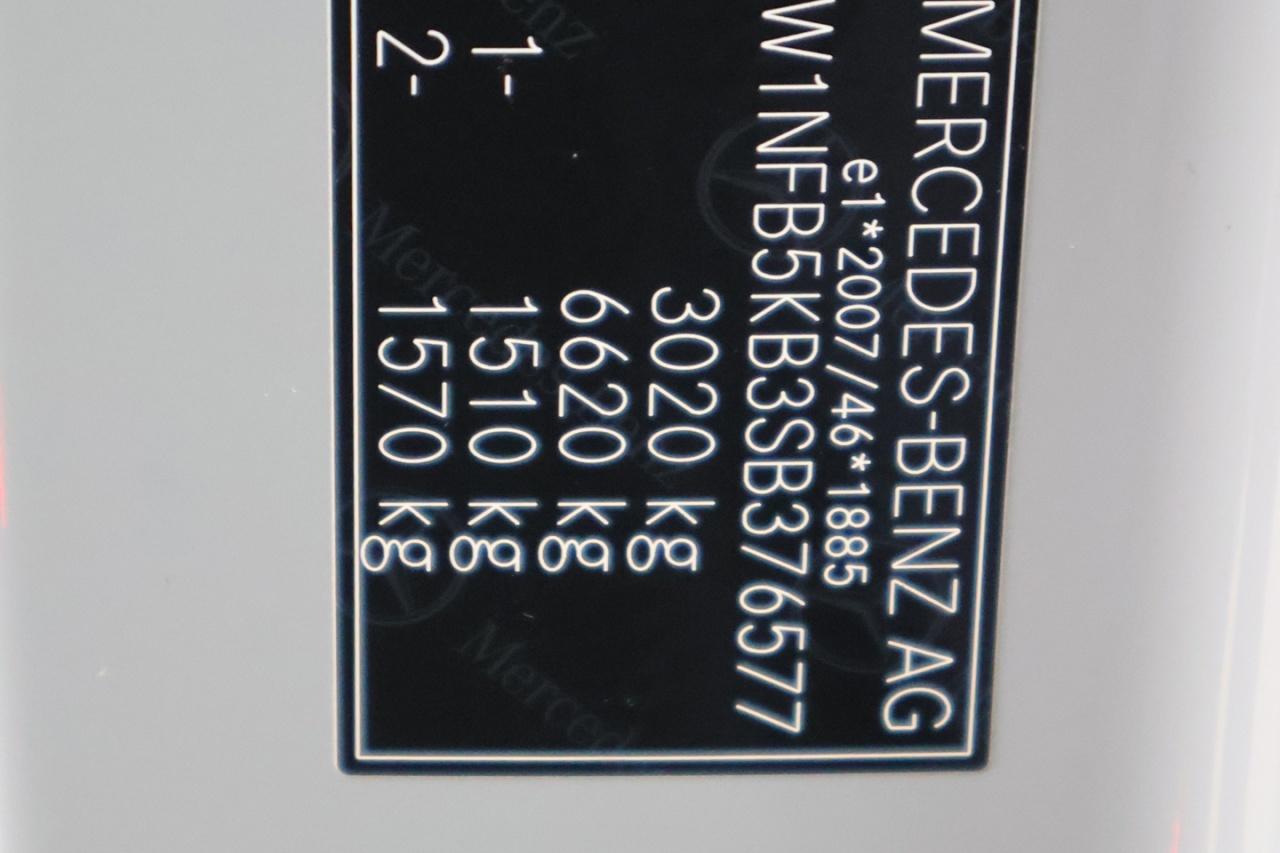 MERCEDES-BENZ AG
e1*2007/46*1885
W1NFB5KB3SB376577
3020 kg
6620 kg
1- 1510 kg
2- 1570 kg